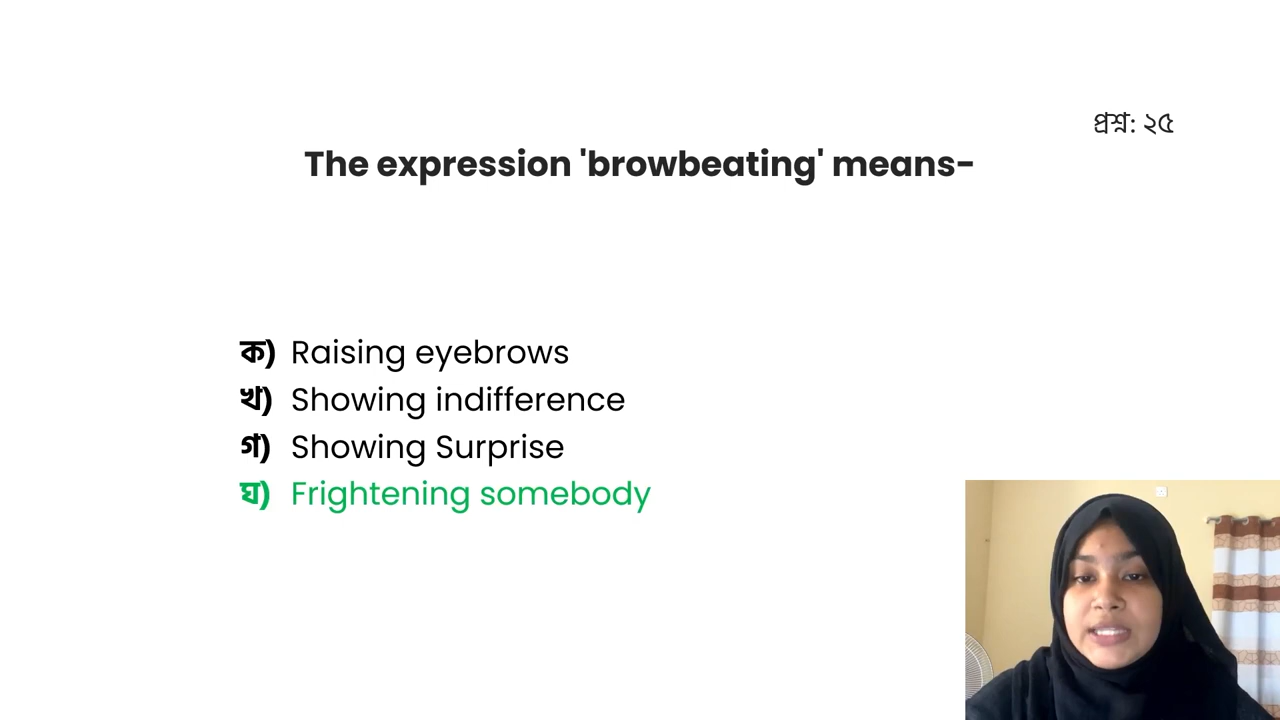 প্রশ্ন: ২৫
The expression 'browbeating' means-
ক) Raising eyebrows
খ) Showing indifference
গ) Showing Surprise
ঘ) Frightening somebody